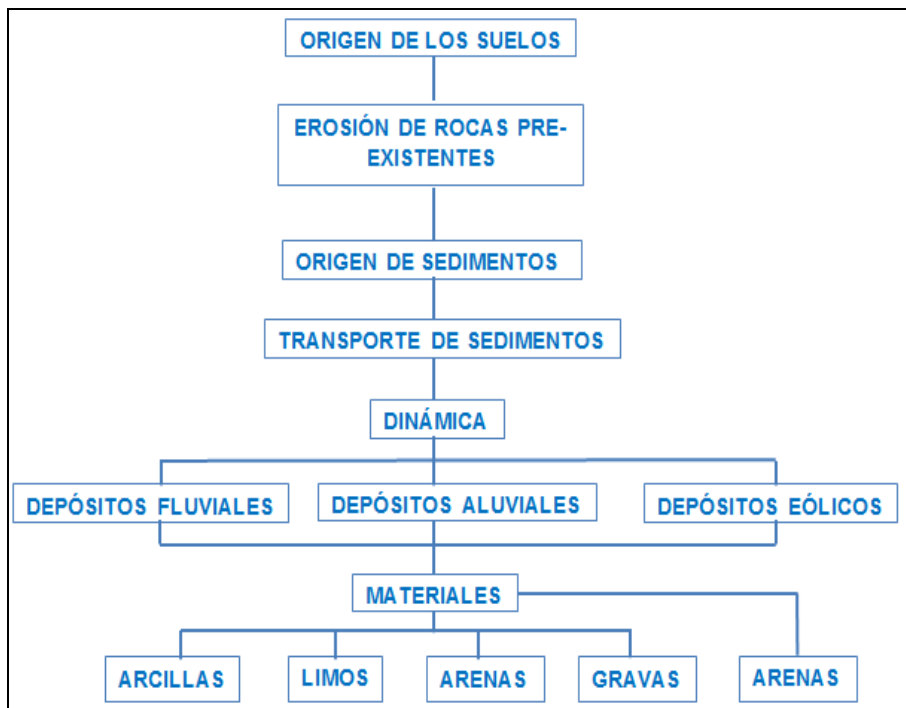 ORIGEN DE LOS SUELOS
EROSIÓN DE ROCAS PRE-
EXISTENTES
ORIGEN DE SEDIMENTOS
TRANSPORTE DE SEDIMENTOS
DINÁMICA
DEPÓSITOS FLUVIALES
DEPÓSITOS ALUVIALES
DEPÓSITOS EÓLICOS
MATERIALES
ARCILLAS
LIMOS
ARENAS
GRAVAS
ARENAS